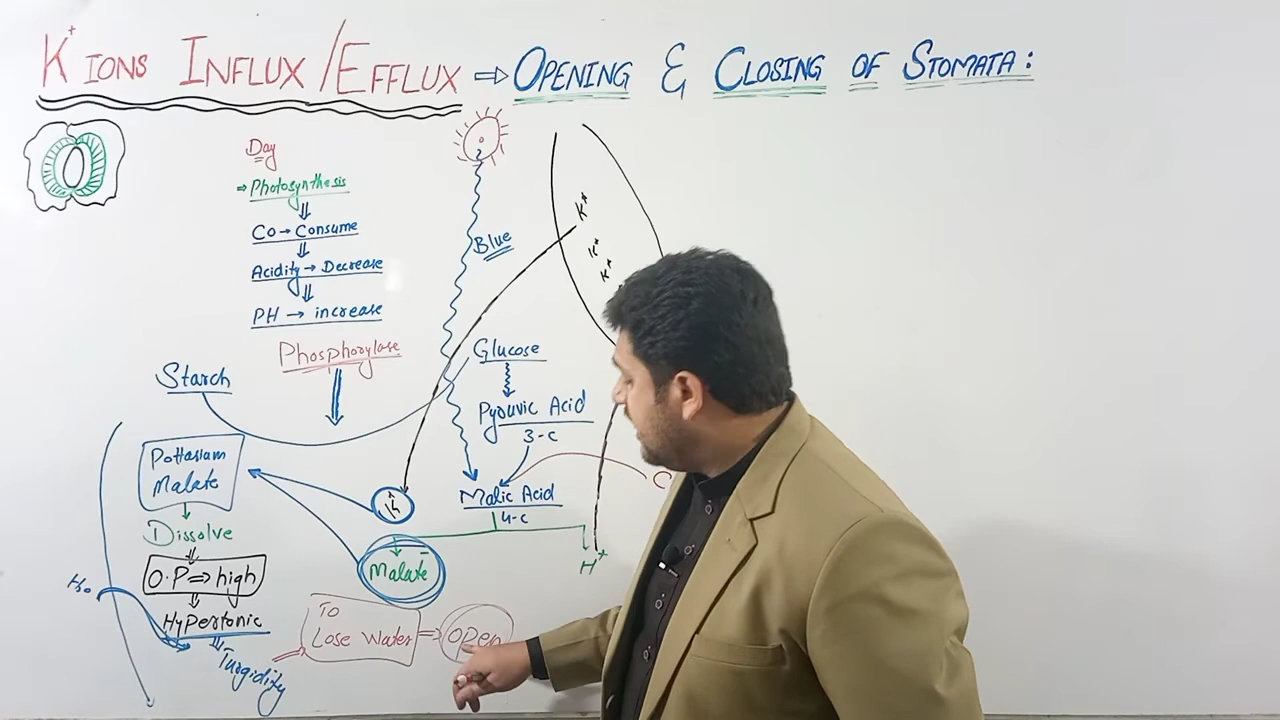 K+ IONS INFLUX/EFFLUX ⇒ OPENING & CLOSING OF STOMATA:
Day
⇒ Photosynthesis
⇓
Co → Consume
⇓
Acidity → Decrease
⇓
PH → increase
Blue
K+
K+
K+
Phosphorylase
Starch
Glucose
Pyruvic Acid
3-c
C
Malic Acid
4-c
K+
Pottasium
Malate
Malate-
H+
Dissolve
O.P ⇒ high
H2o
Hypertonic
Turgidity
To
Lose Water ⇒ open